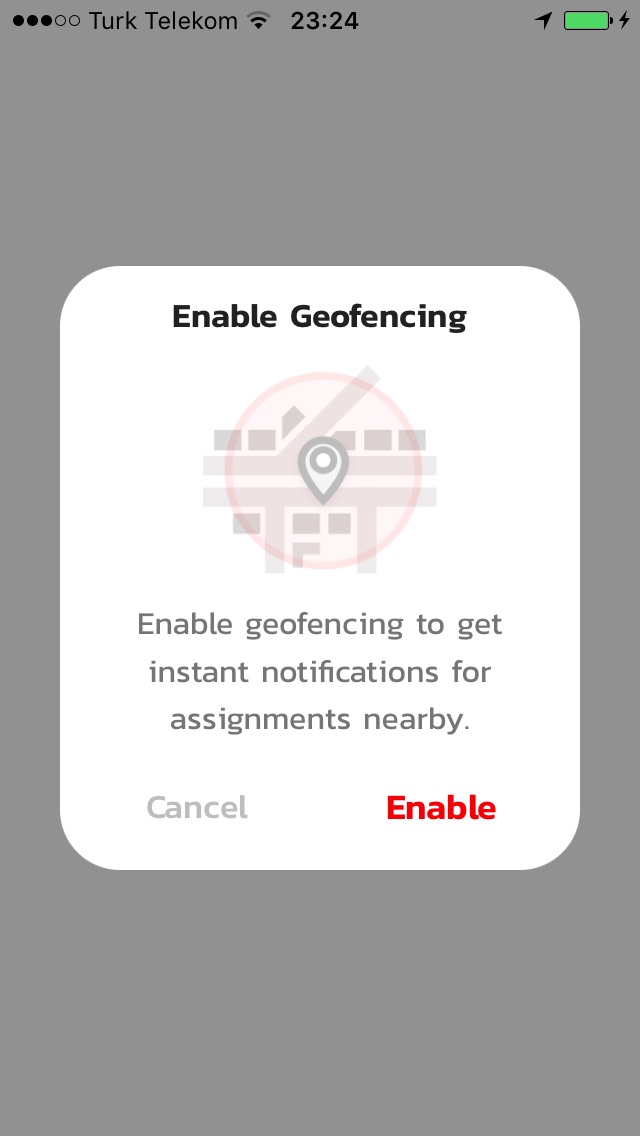 Turk Telekom 23:24
Enable Geofencing
Enable geofencing to get
instant notifications for
assignments nearby.
Cancel Enable